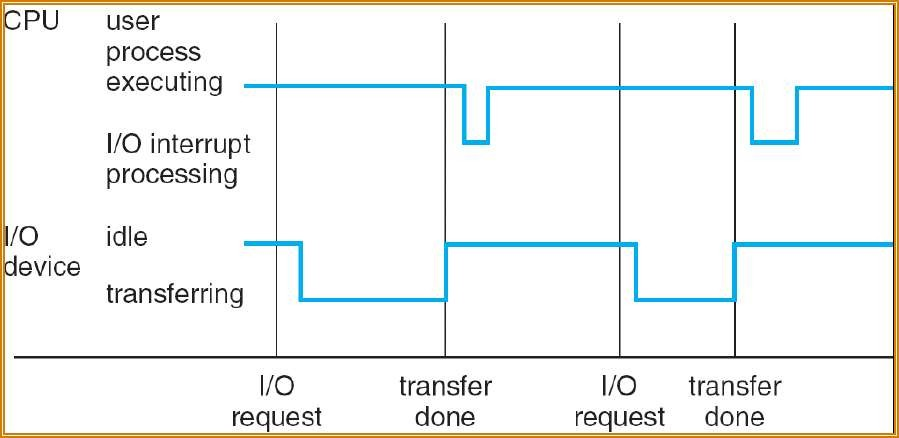 CPU
user
process
executing
I/O interrupt
processing
I/O
device
idle
transferring
I/O
request
transfer
done
I/O
request
transfer
done